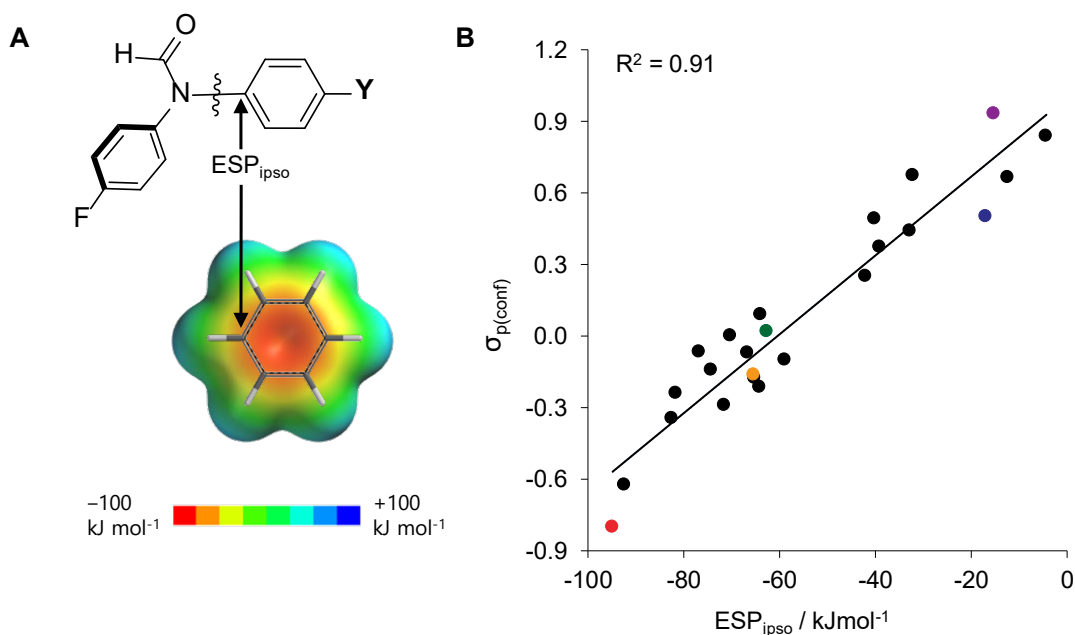 A
H
O
N
Y
F
ESPipso
−100
kJ mol⁻¹
+100
kJ mol⁻¹
B
R² = 0.91
1.2
0.9
0.6
0.3
0.0
-0.3
-0.6
-0.9
σp(conf)
-100 -80 -60 -40 -20 0
ESPipso / kJmol⁻¹